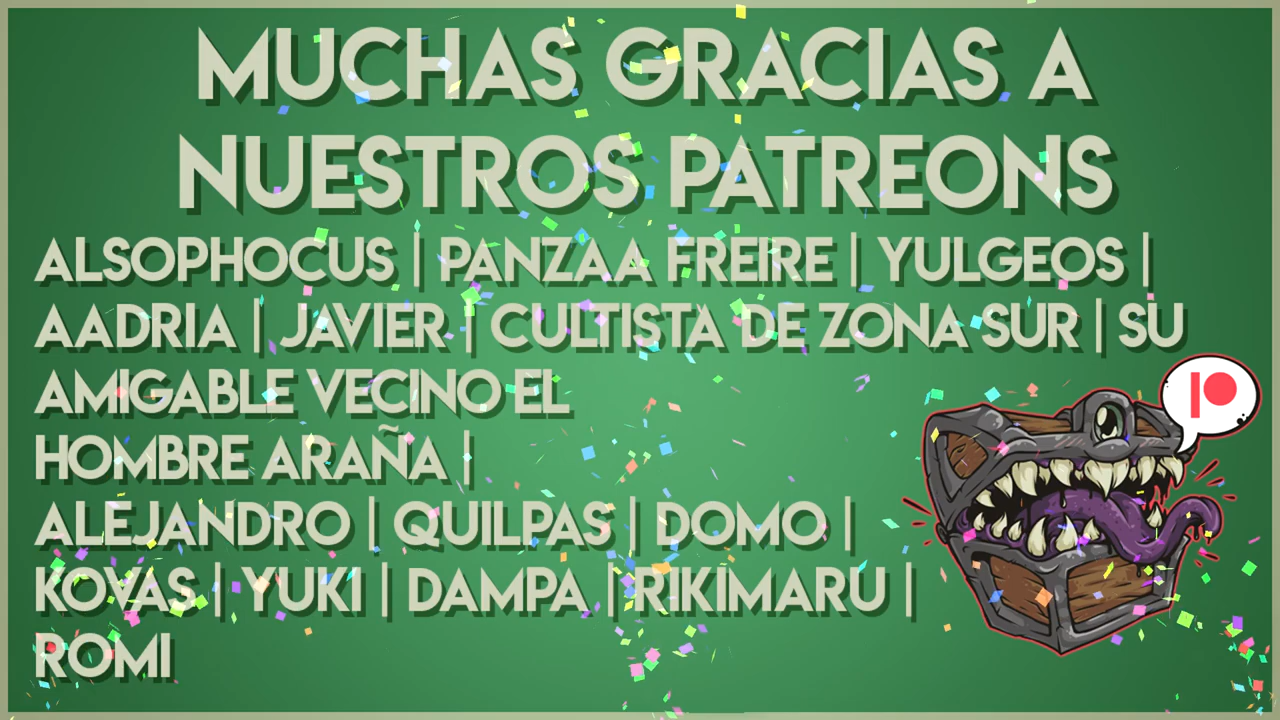 MUCHAS GRACIAS A
NUESTROS PATREONS
ALSOPHOCUS | PANZAA FREIRE | YULGEOS |
AADRIA | JAVIER | CULTISTA DE ZONA SUR | SU
AMIGABLE VECINO EL
HOMBRE ARAÑA |
ALEJANDRO | QUILPAS | DOMO |
KOVAS | YUKI | DAMPA | RIKIMARU |
ROMI